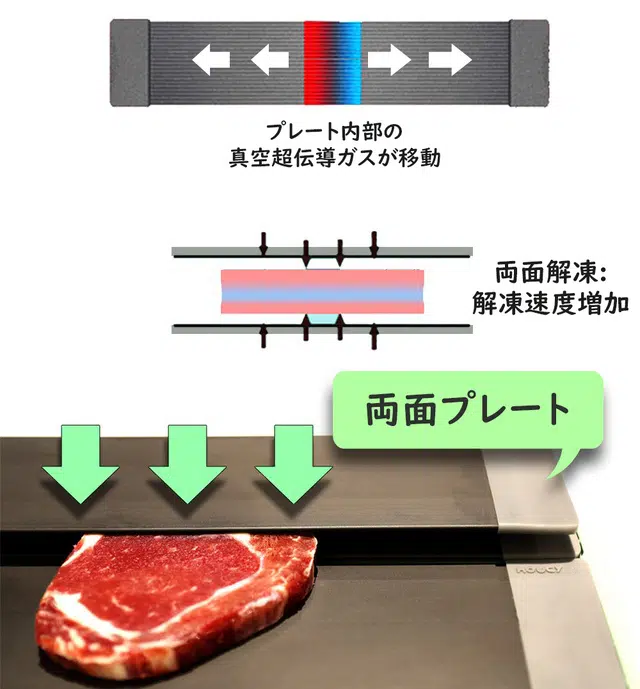 プレート内部の
真空超伝導ガスが移動
両面解凍:
解凍速度増加
両面プレート